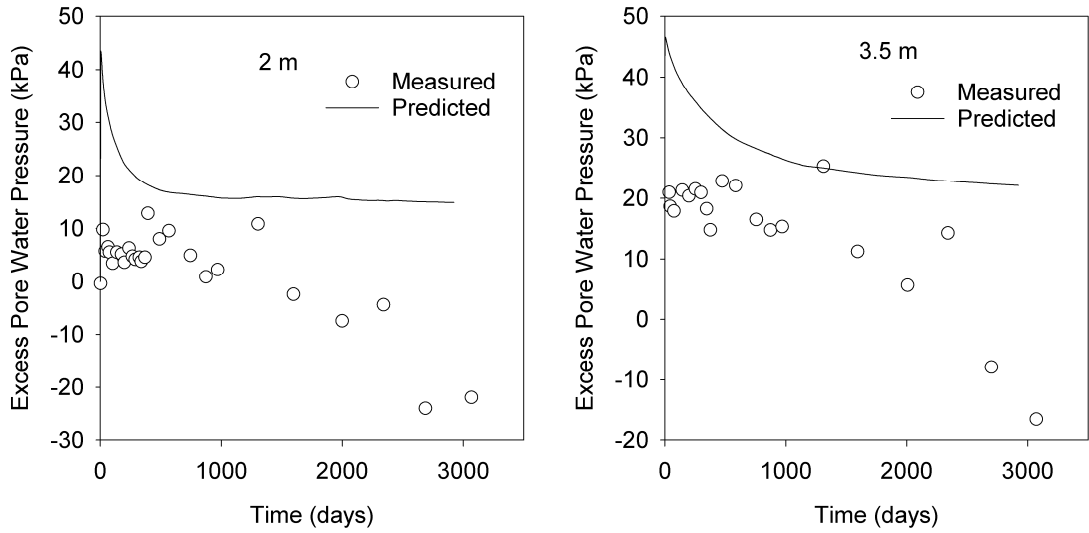 Excess Pore Water Pressure (kPa)
50
40
30
20
10
0
-10
-20
-30
2 m
Measured
Predicted
0 1000 2000 3000
Time (days)
Excess Pore Water Pressure (kPa)
50
40
30
20
10
0
-10
-20
3.5 m
Measured
Predicted
0 1000 2000 3000
Time (days)